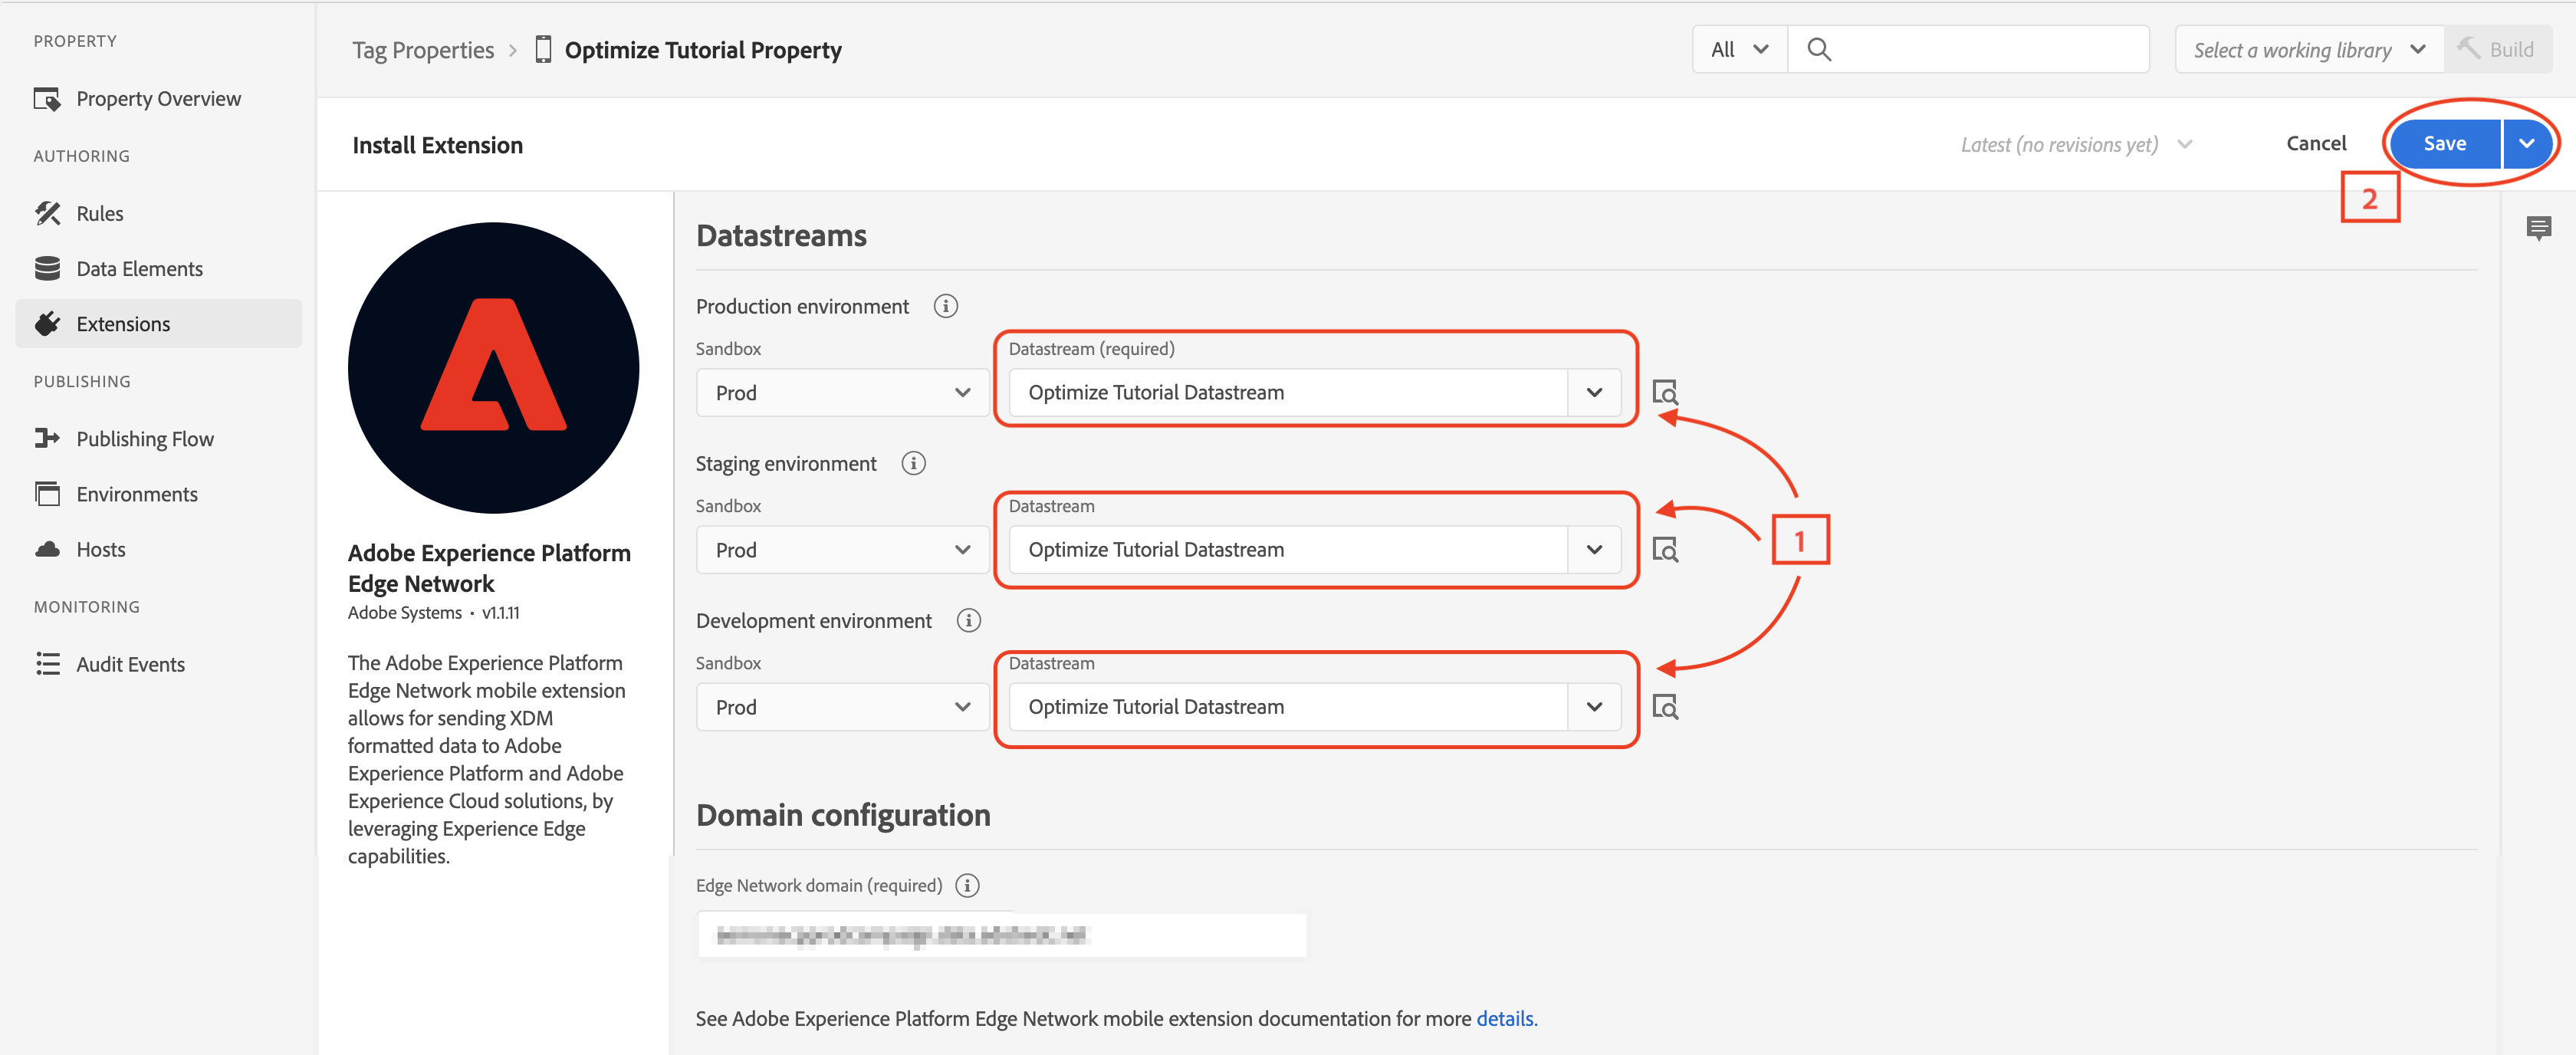 PROPERTY
Property Overview
AUTHORING
Rules
Data Elements
Extensions
PUBLISHING
Publishing Flow
Environments
Hosts
MONITORING
Audit Events
Tag Properties > Optimize Tutorial Property
All
Select a working library
Build
Install Extension
Latest (no revisions yet)
Cancel
Save
2
Adobe Experience Platform
Edge Network
Adobe Systems • v1.1.11
The Adobe Experience Platform
Edge Network mobile extension
allows for sending XDM
formatted data to Adobe
Experience Platform and Adobe
Experience Cloud solutions, by
leveraging Experience Edge
capabilities.
Datastreams
Production environment
Sandbox
Datastream (required)
Prod
Optimize Tutorial Datastream
Staging environment
Sandbox
Datastream
Prod
Optimize Tutorial Datastream
1
Development environment
Sandbox
Datastream
Prod
Optimize Tutorial Datastream
Domain configuration
Edge Network domain (required)
See Adobe Experience Platform Edge Network mobile extension documentation for more details.